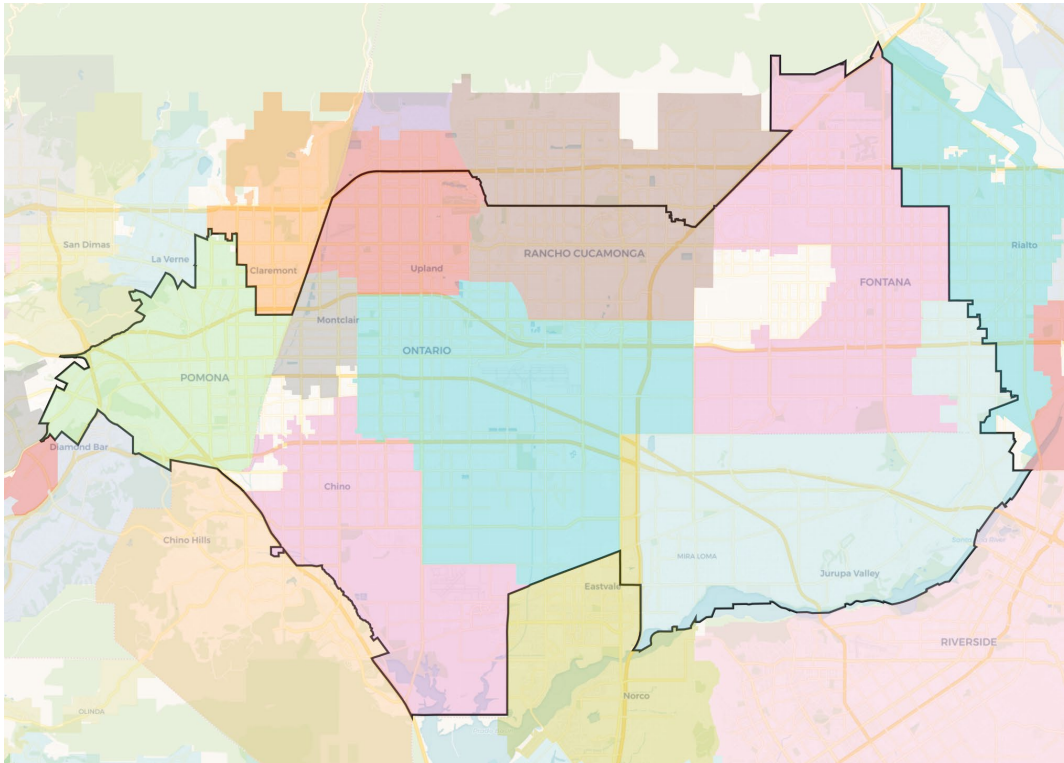 San Dimas
La Verne
Claremont
Upland
RANCHO CUCAMONGA
Rialto
FONTANA
Montclair
ONTARIO
POMONA
Diamond Bar
Chino
Chino Hills
MIRA LOMA
Jurupa Valley
Eastvale
RIVERSIDE
Norco
OLINDA